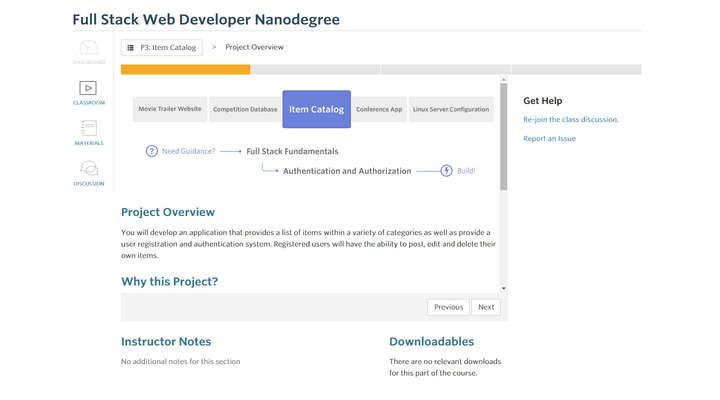 Full Stack Web Developer Nanodegree
DASHBOARD
CLASSROOM
MATERIALS
DISCUSSION
P3: Item Catalog > Project Overview
Movie Trailer Website
Competition Database
Item Catalog
Conference App
Linux Server Configuration
? Need Guidance?
Full Stack Fundamentals
Authentication and Authorization
Build!
Get Help
Re-join the class discussion.
Report an Issue
Project Overview
You will develop an application that provides a list of items within a variety of categories as well as provide a
user registration and authentication system. Registered users will have the ability to post, edit and delete their
own items.
Why this Project?
Previous
Next
Instructor Notes
No additional notes for this section
Downloadables
There are no relevant downloads
for this part of the course.